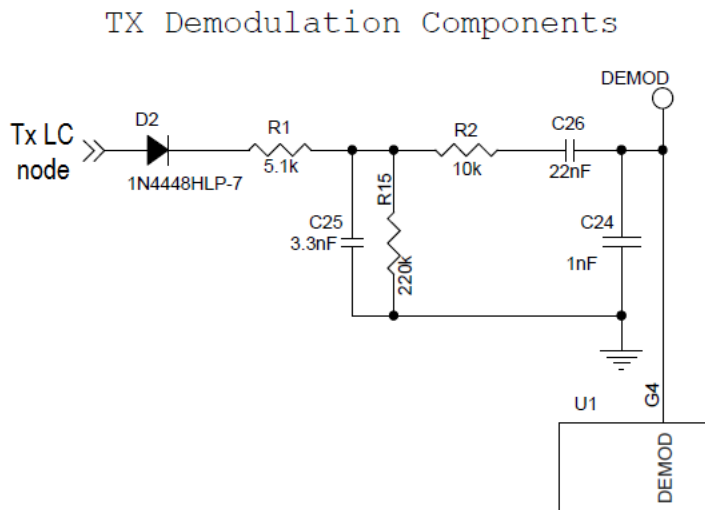 TX Demodulation Components
DEMOD
Tx LC
node
D2
1N4448HLP-7
R1
5.1k
R2
10k
C26
22nF
C25
3.3nF
R15
220k
C24
1nF
U1
G4
DEMOD